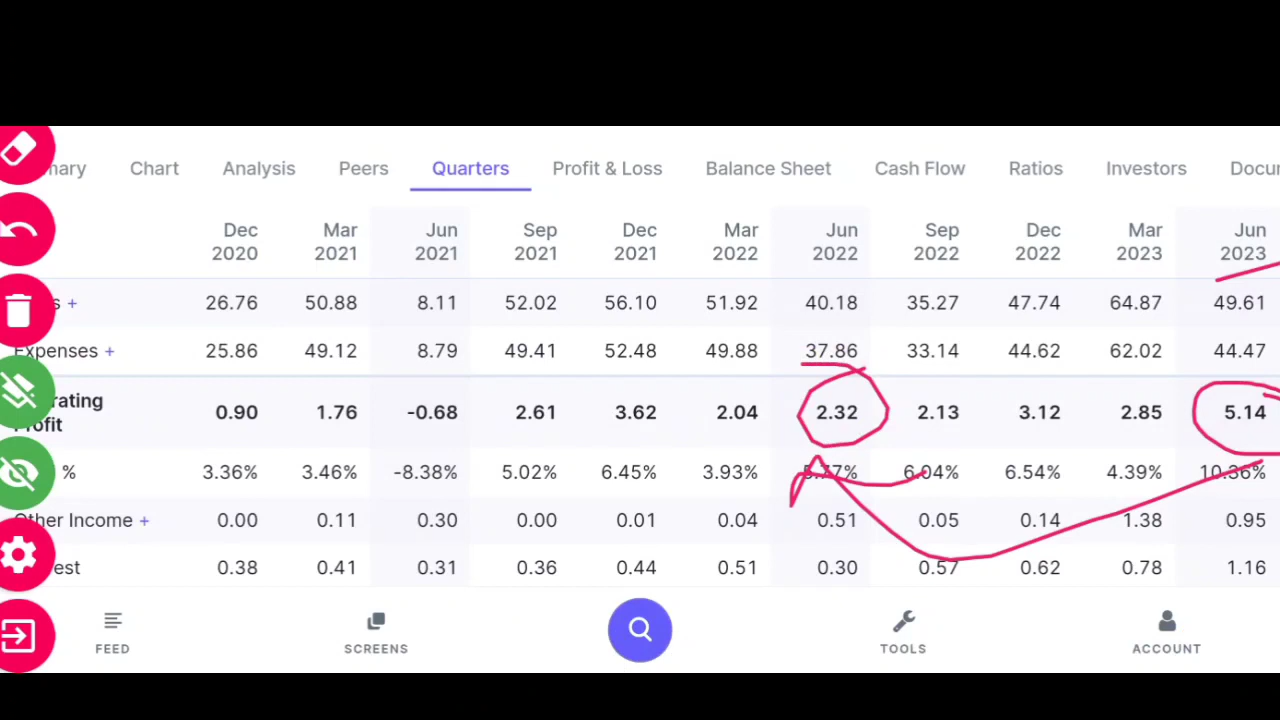 Chart Analysis Peers Quarters Profit & Loss Balance Sheet Cash Flow Ratios Investors
Dec 2020 Mar 2021 Jun 2021 Sep 2021 Dec 2021 Mar 2022 Jun 2022 Sep 2022 Dec 2022 Mar 2023 Jun 2023
+ 26.76 50.88 8.11 52.02 56.10 51.92 40.18 35.27 47.74 64.87 49.61
Expenses + 25.86 49.12 8.79 49.41 52.48 49.88 37.86 33.14 44.62 62.02 44.47
Profit 0.90 1.76 -0.68 2.61 3.62 2.04 2.32 2.13 3.12 2.85 5.14
% 3.36% 3.46% -8.38% 5.02% 6.45% 3.93% 5.77% 6.04% 6.54% 4.39% 10.36%
Other Income + 0.00 0.11 0.30 0.00 0.01 0.04 0.51 0.05 0.14 1.38 0.95
0.38 0.41 0.31 0.36 0.44 0.51 0.30 0.57 0.62 0.78 1.16
FEED SCREENS TOOLS ACCOUNT